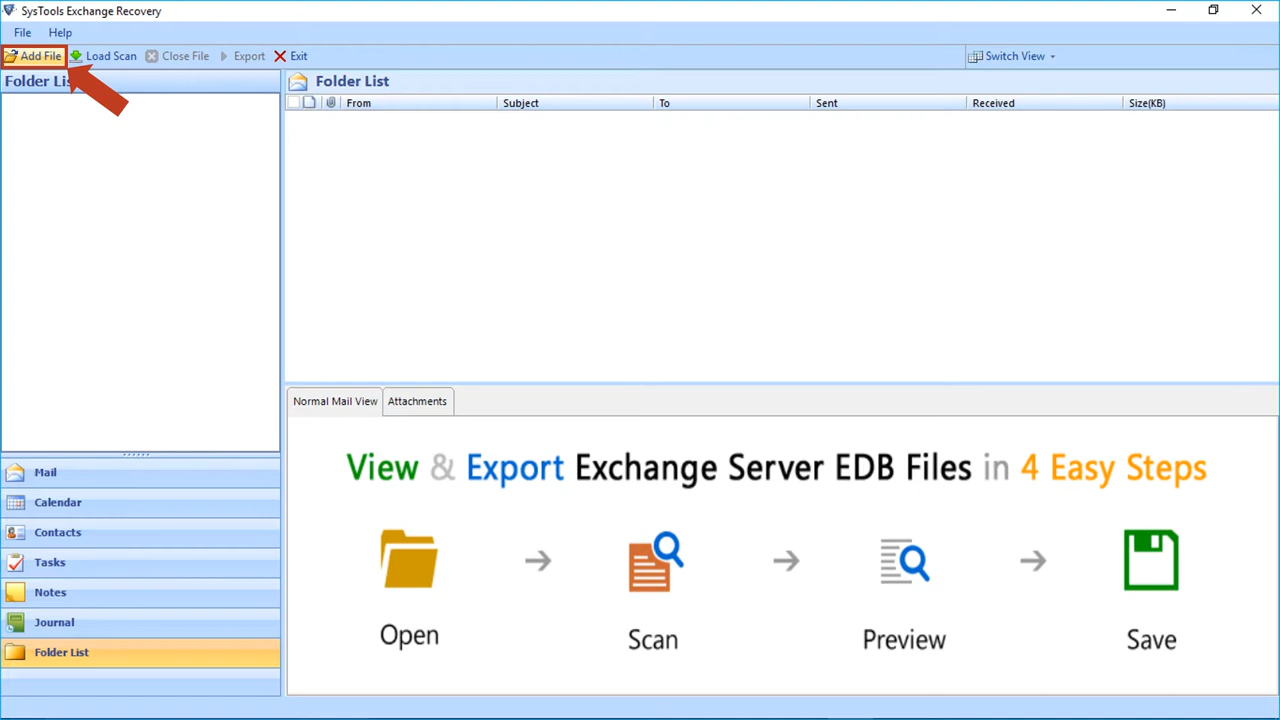 SysTools Exchange Recovery
File Help
Add File Load Scan Close File Export Exit Switch View
Folder Lis
Folder List
From Subject To Sent Received Size(KB)
Normal Mail View Attachments
View & Export Exchange Server EDB Files in 4 Easy Steps
Open Scan Preview Save
Mail
Calendar
Contacts
Tasks
Notes
Journal
Folder List